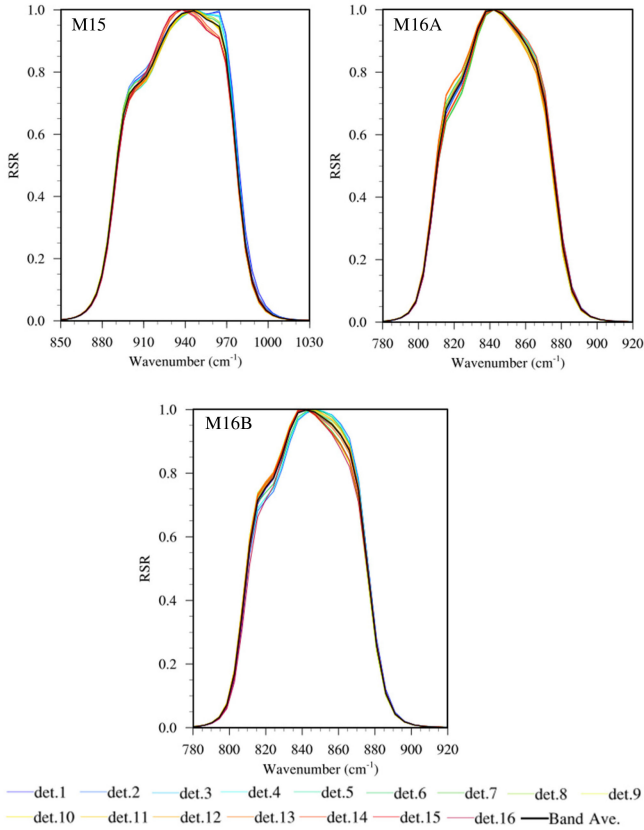 M15
RSR
1.0
0.8
0.6
0.4
0.2
0.0
850 880 910 940 970 1000 1030
Wavenumber (cm-1)
M16A
RSR
1.0
0.8
0.6
0.4
0.2
0.0
780 800 820 840 860 880 900 920
Wavenumber (cm-1)
M16B
RSR
1.0
0.8
0.6
0.4
0.2
0.0
780 800 820 840 860 880 900 920
Wavenumber (cm-1)
det.1 det.2 det.3 det.4 det.5 det.6 det.7 det.8 det.9
det.10 det.11 det.12 det.13 det.14 det.15 det.16 Band Ave.